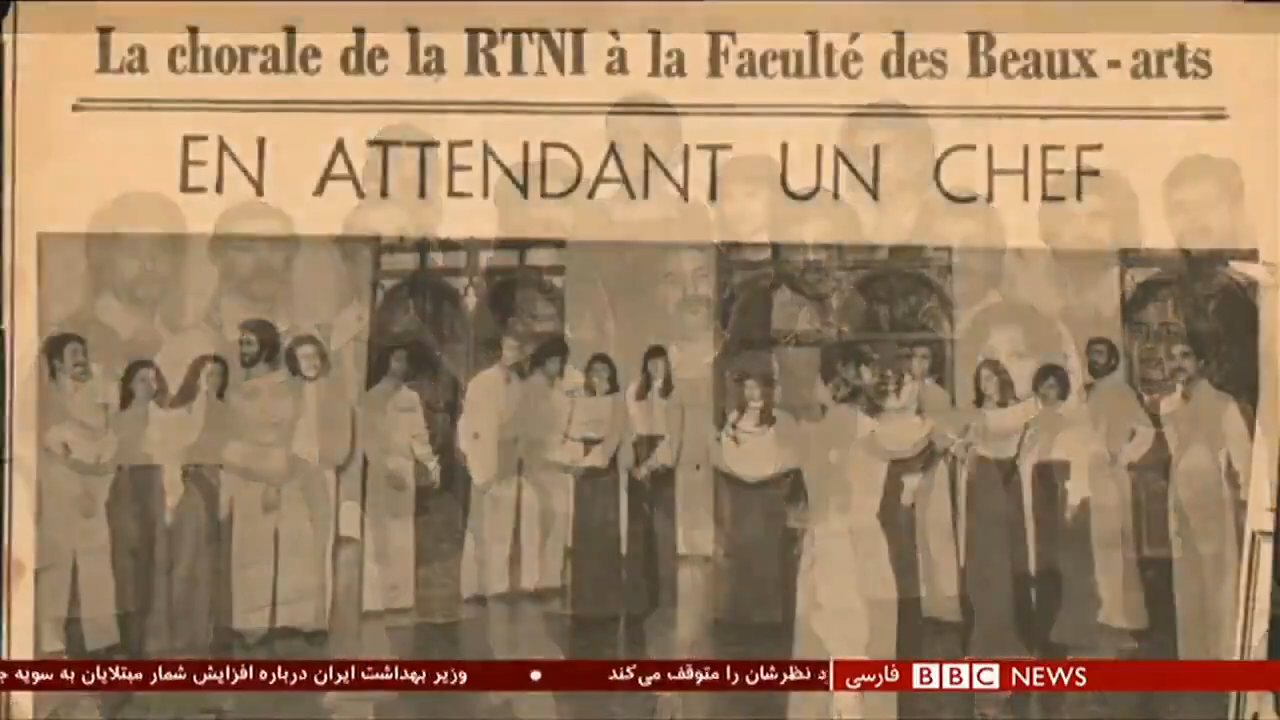 La chorale de la RTNI à la Faculté des Beaux-arts
EN ATTENDANT UN CHEF
نظرشان را متوقف می‌کند • وزیر بهداشت ایران درباره افزایش شمار مبتلایان به سویه
فارسی BBC NEWS